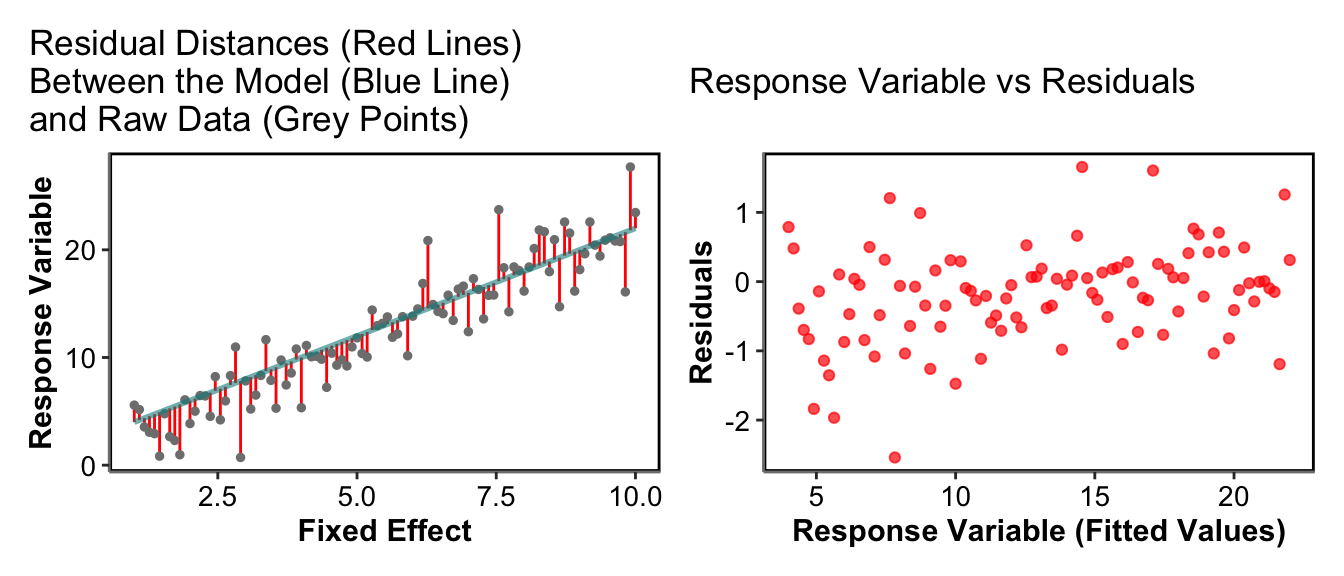 Residual Distances (Red Lines)
Between the Model (Blue Line)
and Raw Data (Grey Points)
Response Variable
20
10
0
2.5
5.0
7.5
10.0
Fixed Effect
Response Variable vs Residuals
Residuals
1
0
-1
-2
5
10
15
20
Response Variable (Fitted Values)